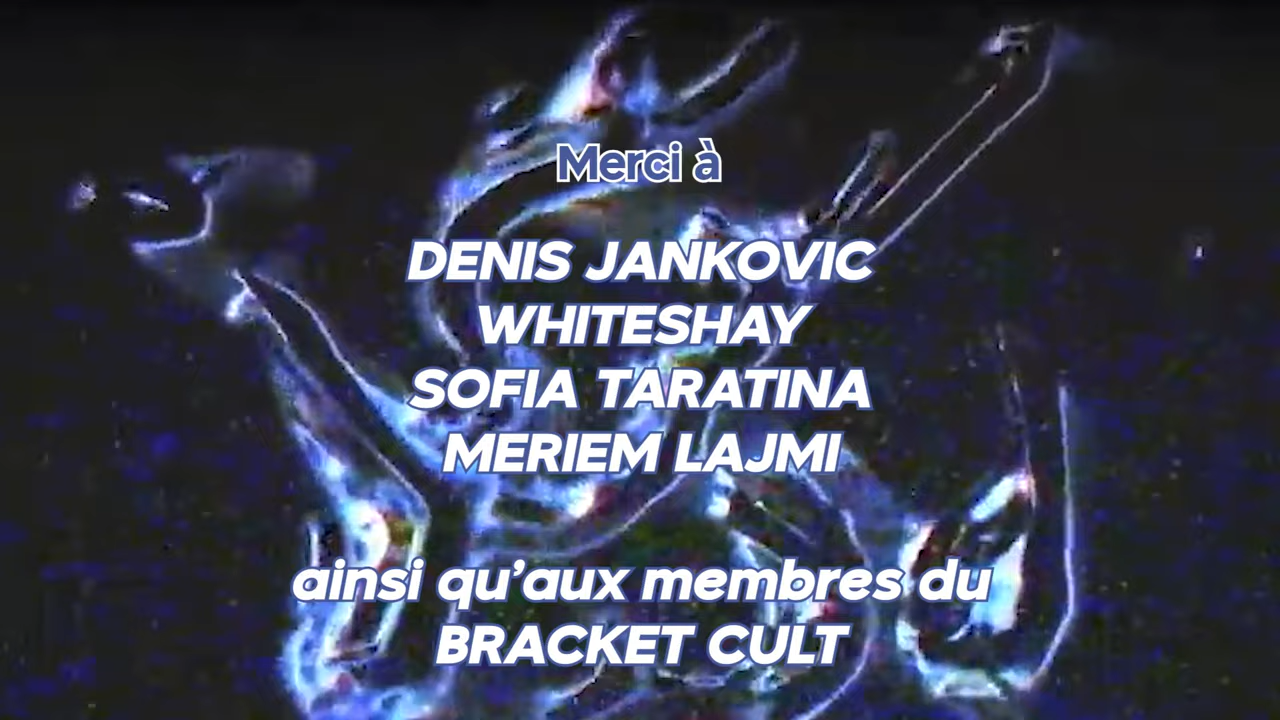 Merci à
DENIS JANKOVIC
WHITESHAY
SOFIA TARATINA
MERIEM LAJMI
ainsi qu’aux membres du
BRACKET CULT